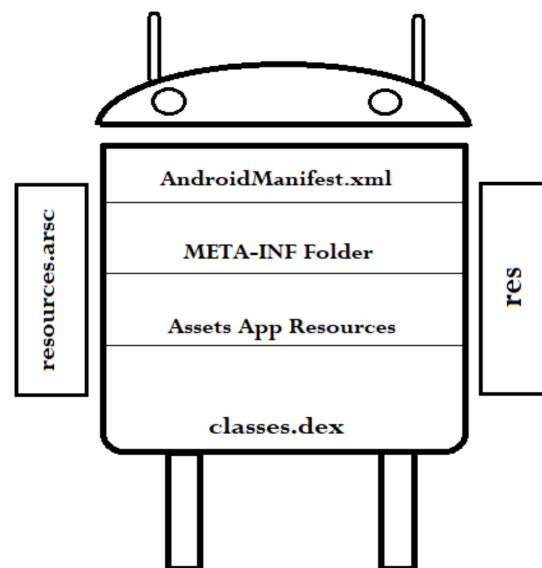 AndroidManifest.xml
META-INF Folder
Assets App Resources
classes.dex
resources.arsc
res